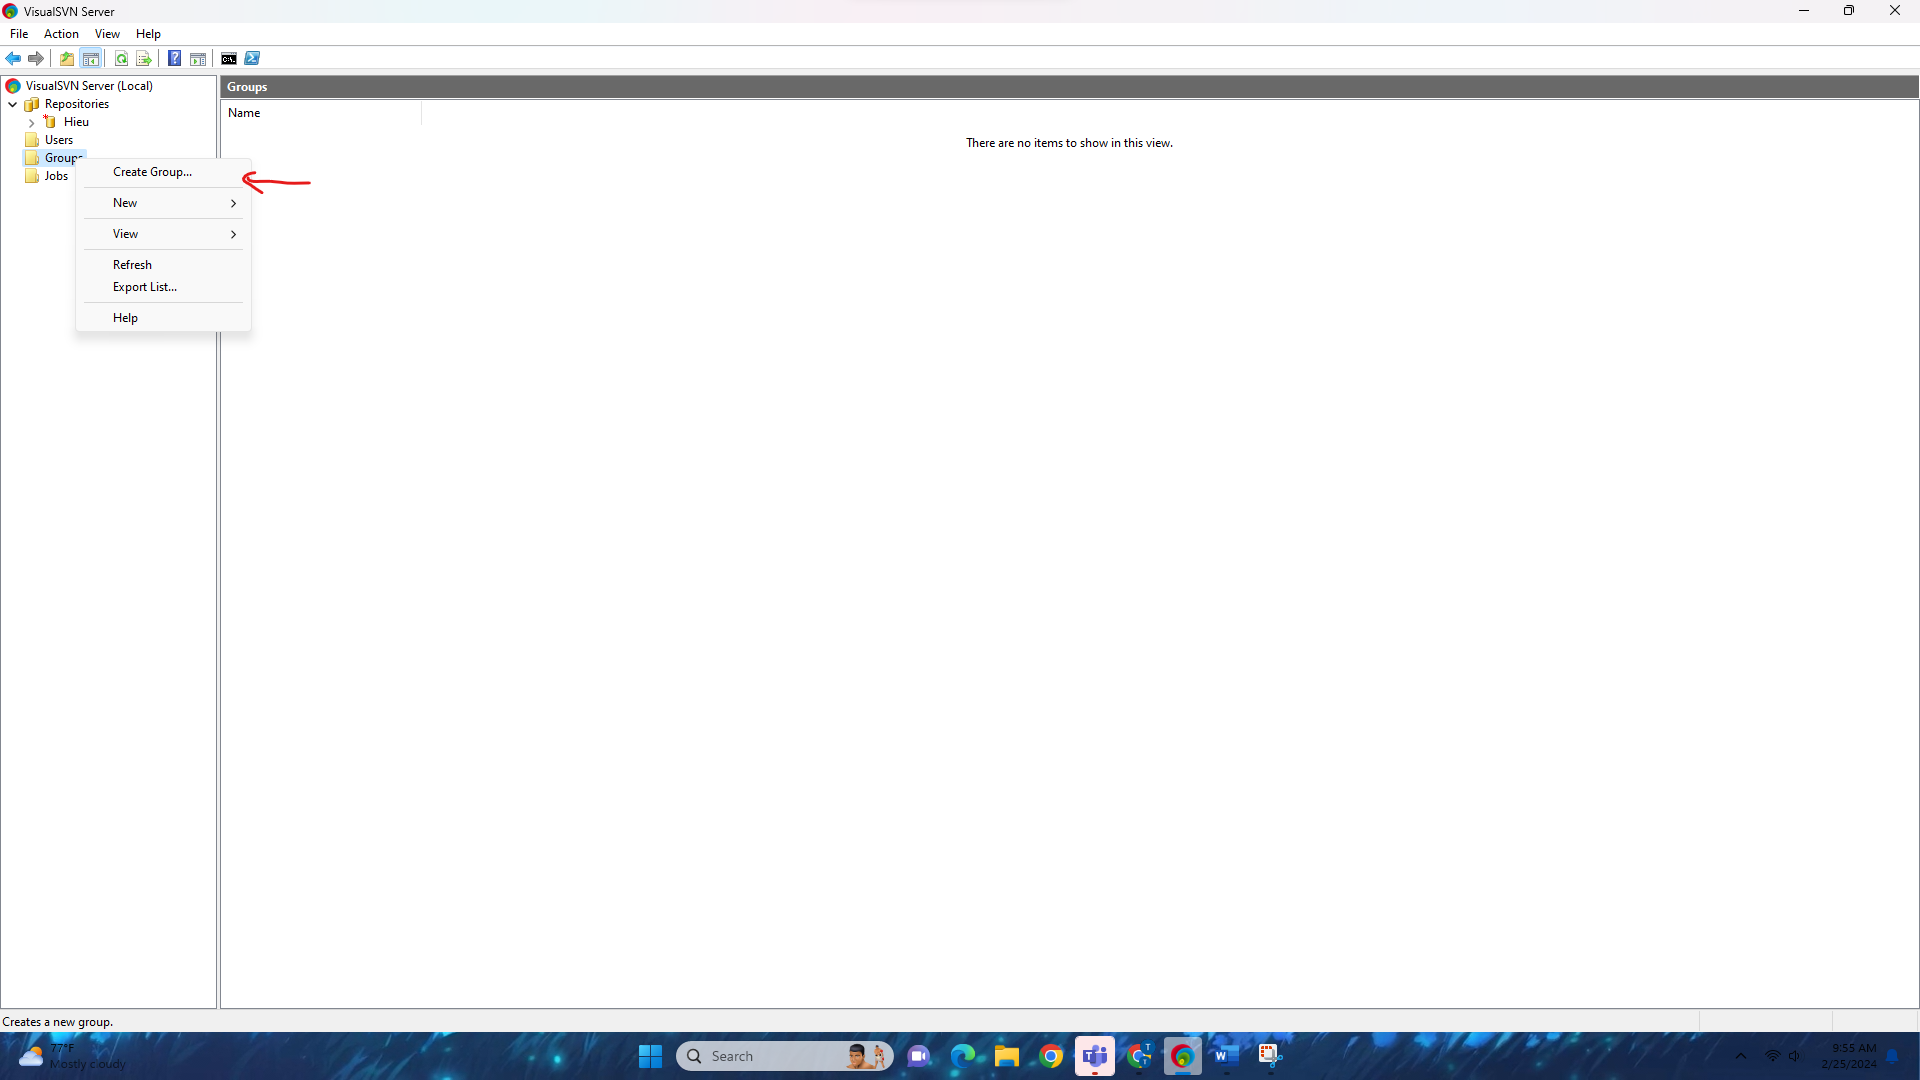 VisualSVN Server
File Action View Help
VisualSVN Server (Local)
Repositories
Hieu
Users
Groups
Jobs
Create Group...
New
View
Refresh
Export List...
Help
Groups
Name
There are no items to show in this view.
Creates a new group.
77°F
Mostly cloudy
Search
9:55 AM
2/25/2024